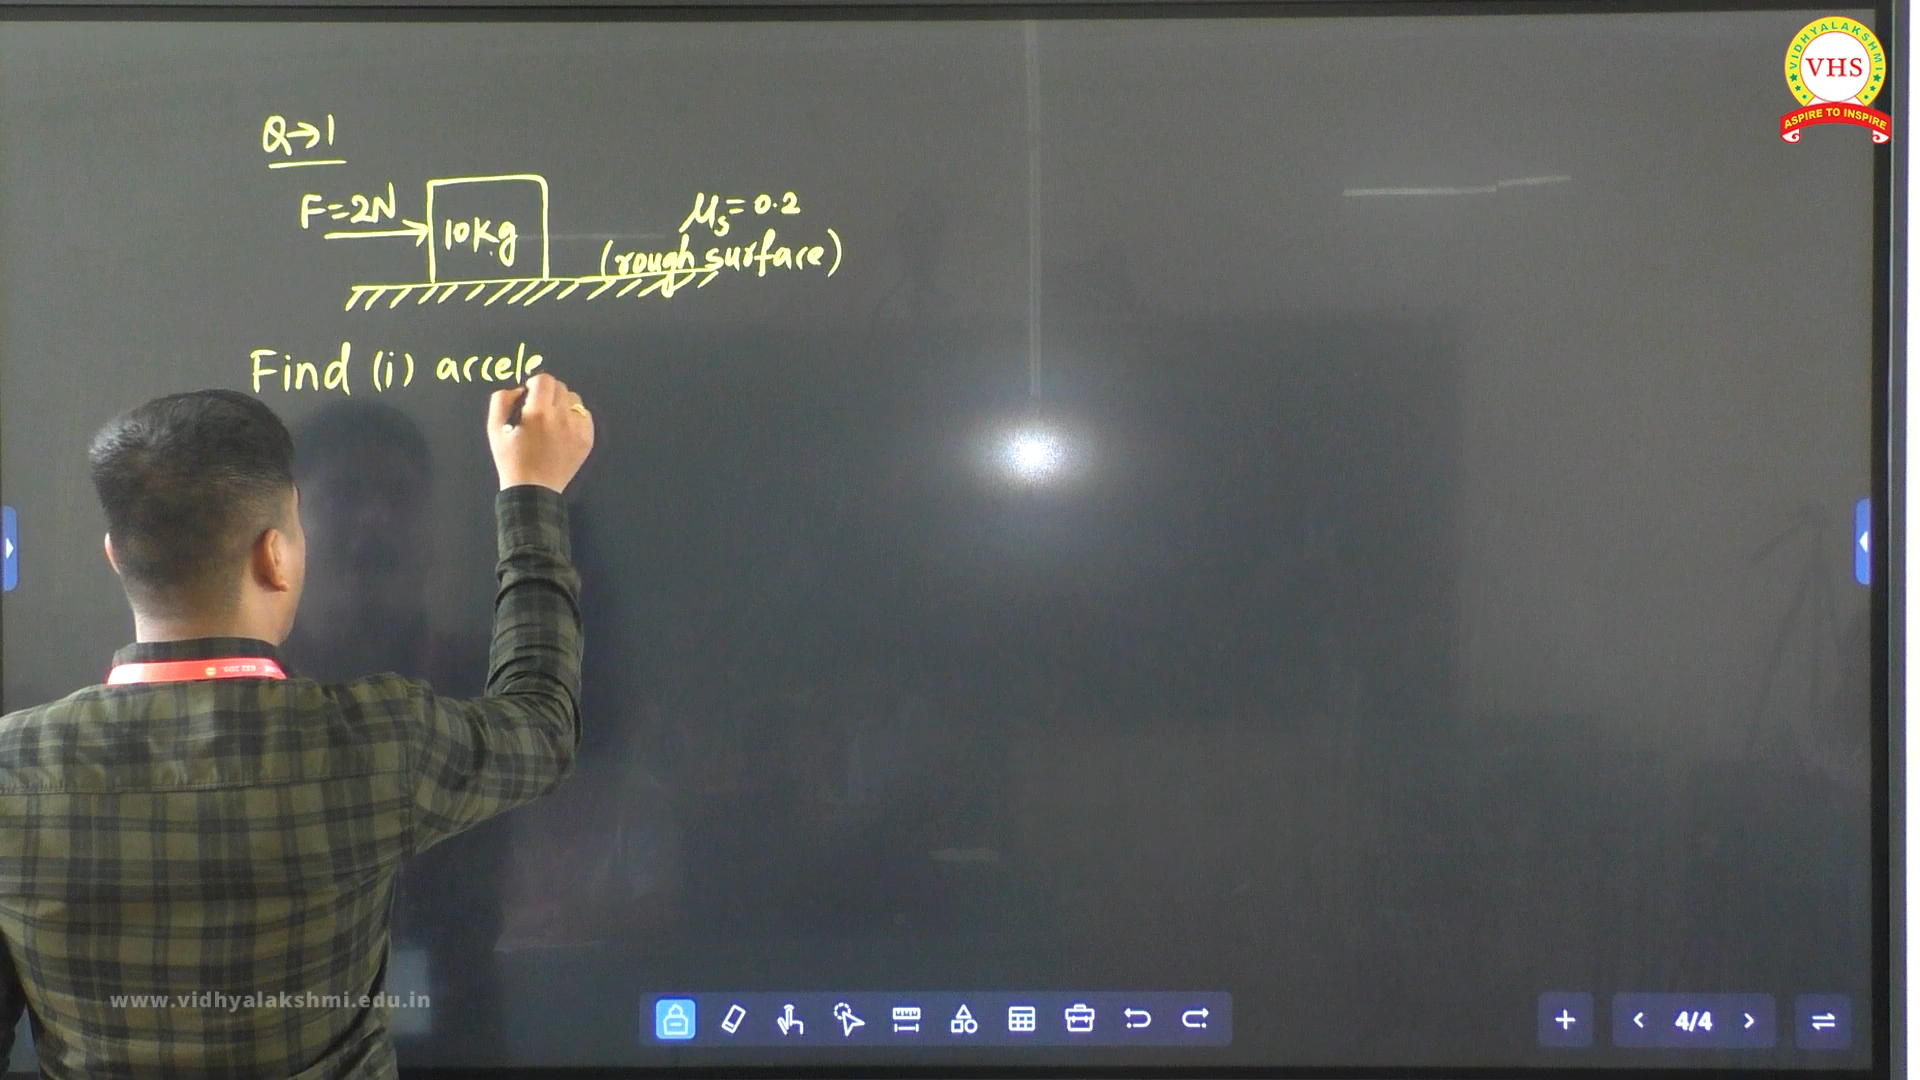 Q→1
F=2N
10Kg
μs=0.2
(rough surface)
Find (i) accele
VIDHYALAKSHMI
VHS
ASPIRE TO INSPIRE
www.vidhyalakshmi.edu.in
4/4